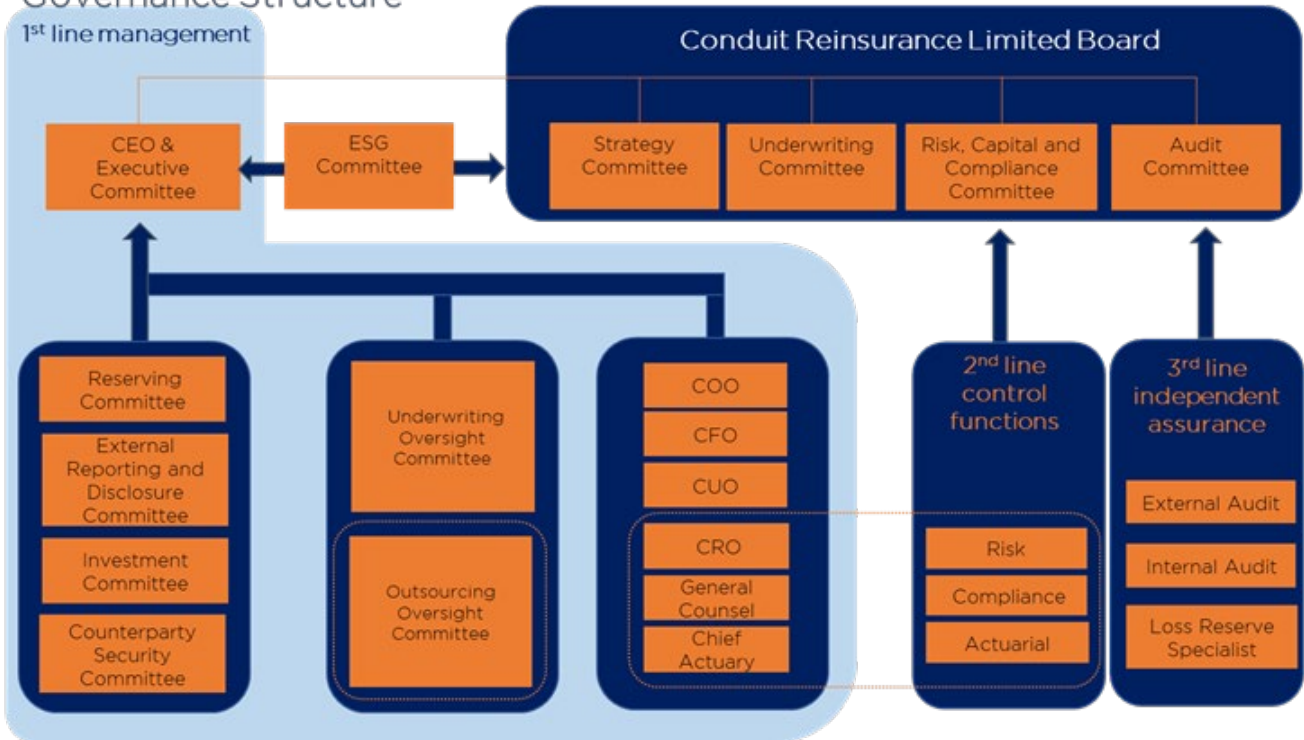 Governance Structure
1st line management
Conduit Reinsurance Limited Board
CEO &
Executive
Committee
ESG
Committee
Strategy
Committee
Underwriting
Committee
Risk, Capital and
Compliance
Committee
Audit
Committee
Reserving
Committee
External
Reporting and
Disclosure
Committee
Investment
Committee
Counterparty
Security
Committee
Underwriting
Oversight
Committee
Outsourcing
Oversight
Committee
COO
CFO
CUO
CRO
General
Counsel
Chief
Actuary
2nd line
control
functions
Risk
Compliance
Actuarial
3rd line
independent
assurance
External Audit
Internal Audit
Loss Reserve
Specialist